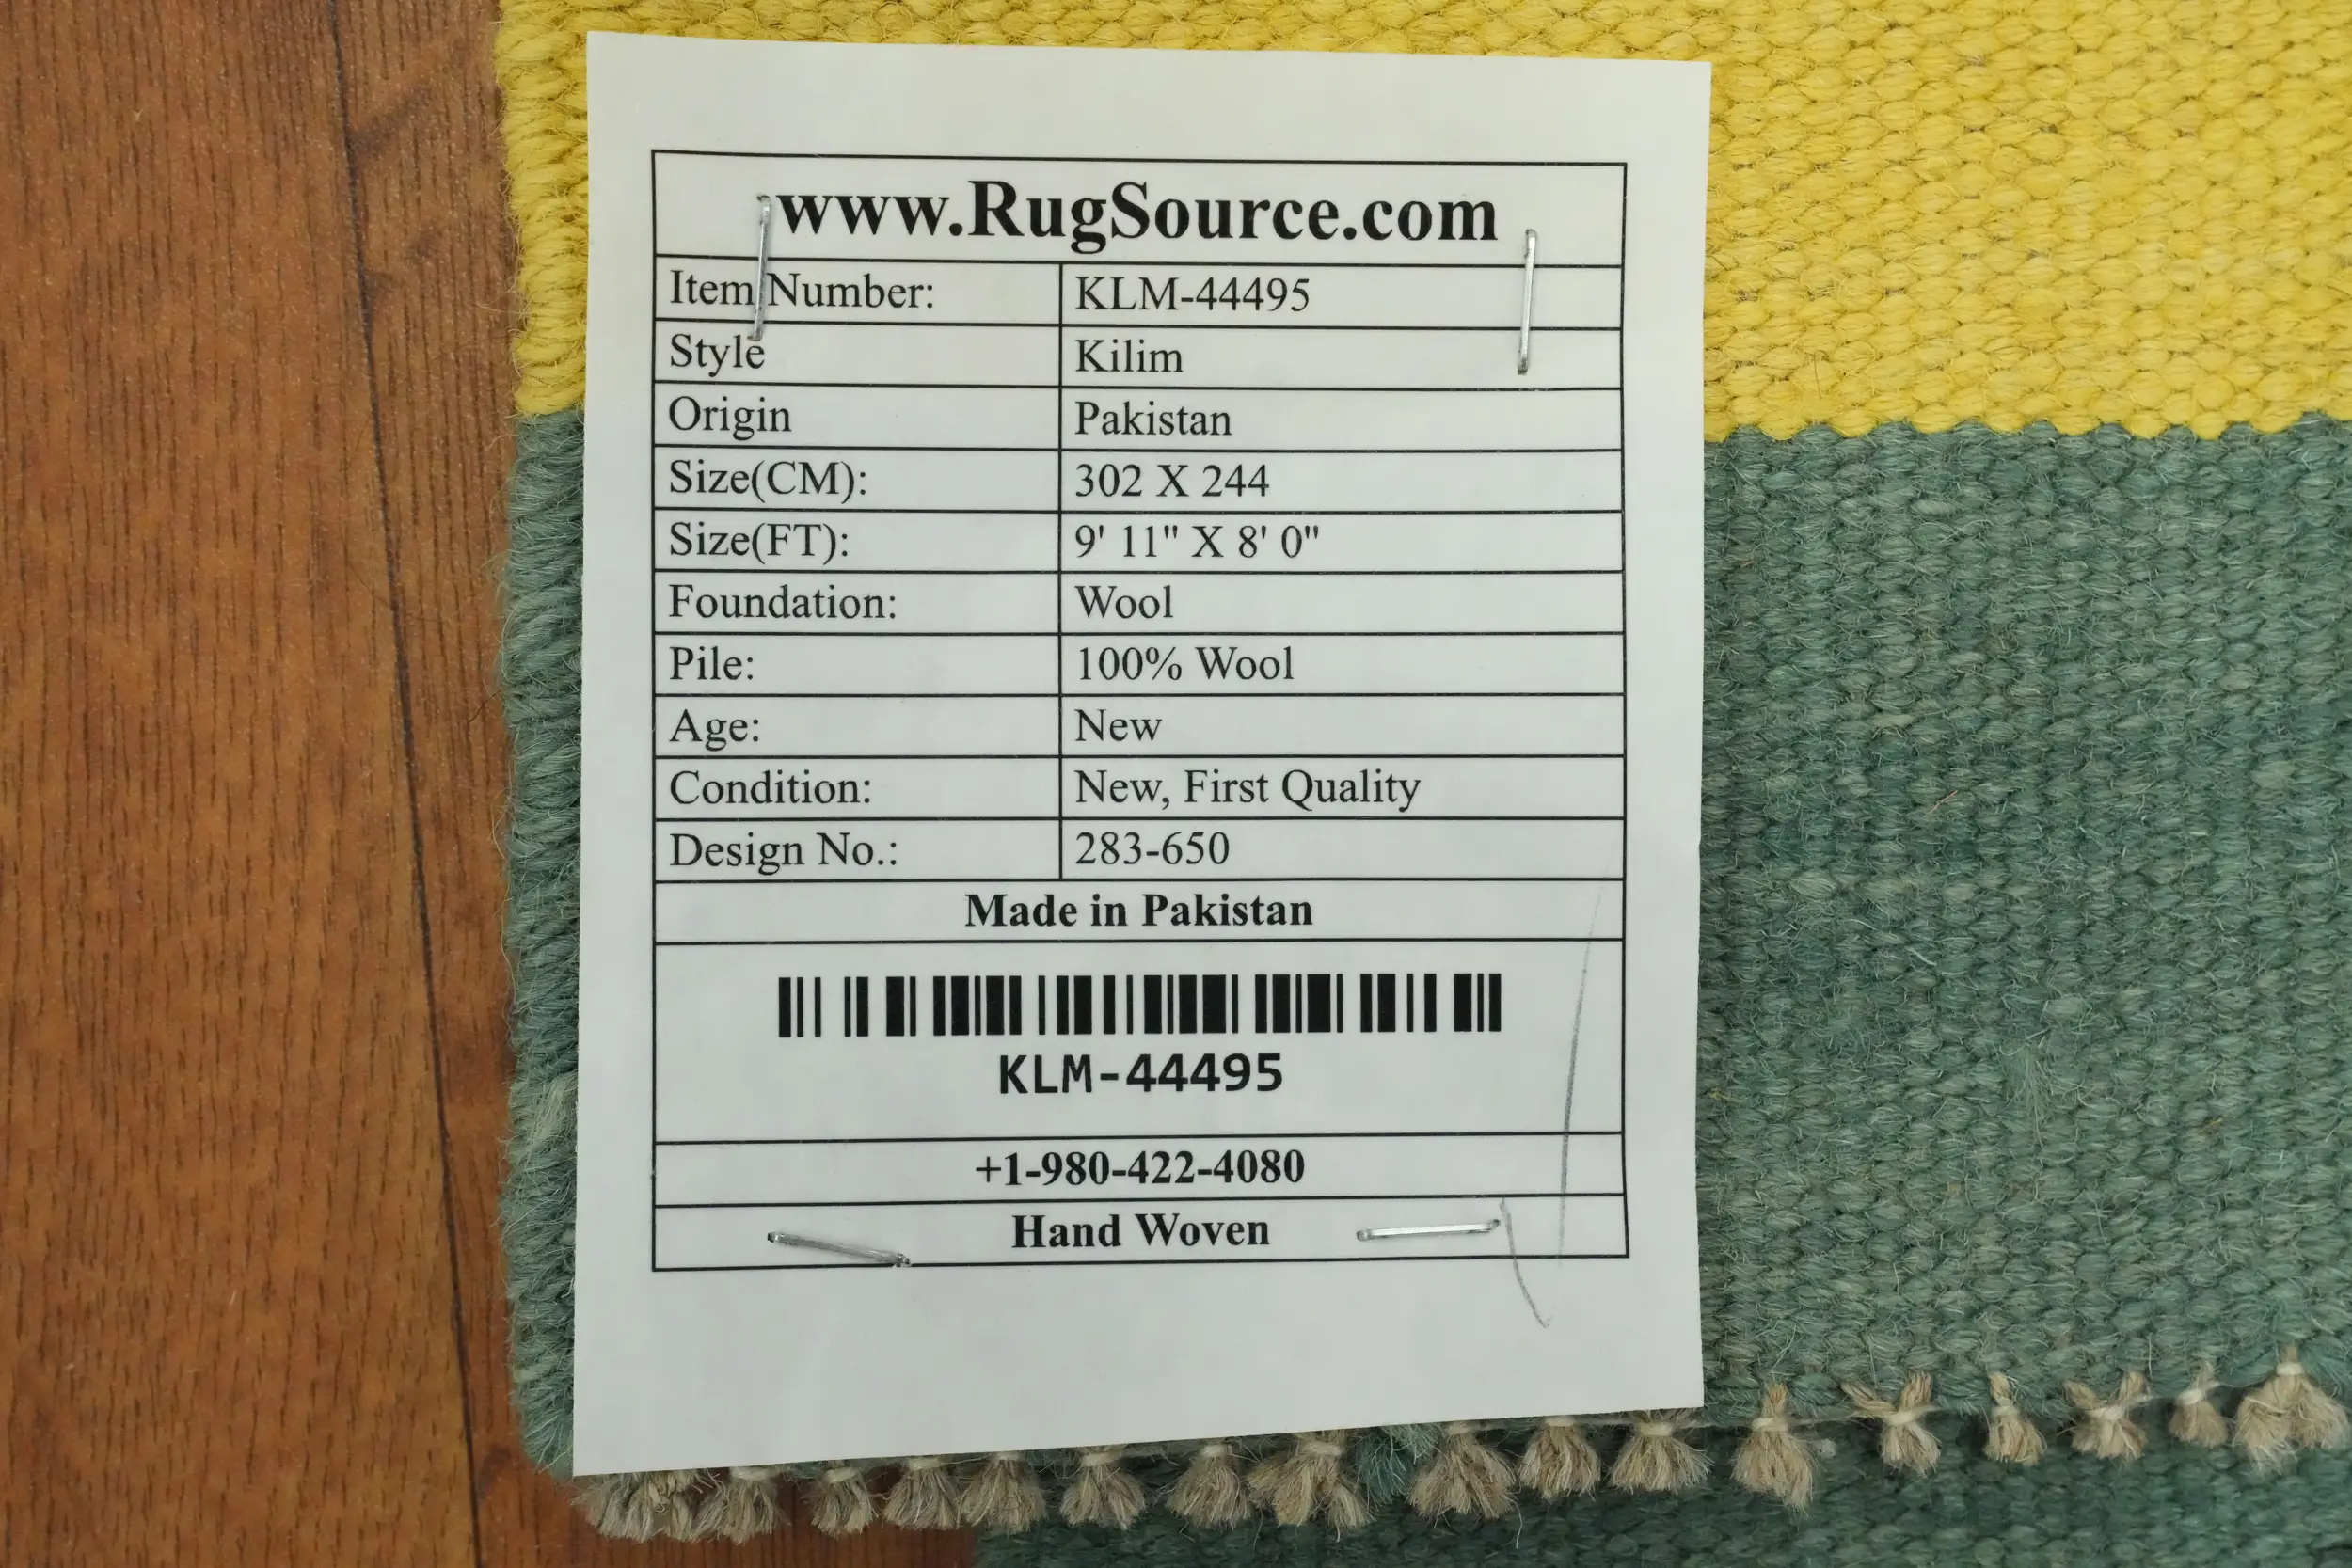 www.RugSource.com
Item Number: KLM-44495
Style Kilim
Origin Pakistan
Size(CM): 302 X 244
Size(FT): 9' 11" X 8' 0"
Foundation: Wool
Pile: 100% Wool
Age: New
Condition: New, First Quality
Design No.: 283-650
Made in Pakistan
KLM-44495
+1-980-422-4080
Hand Woven